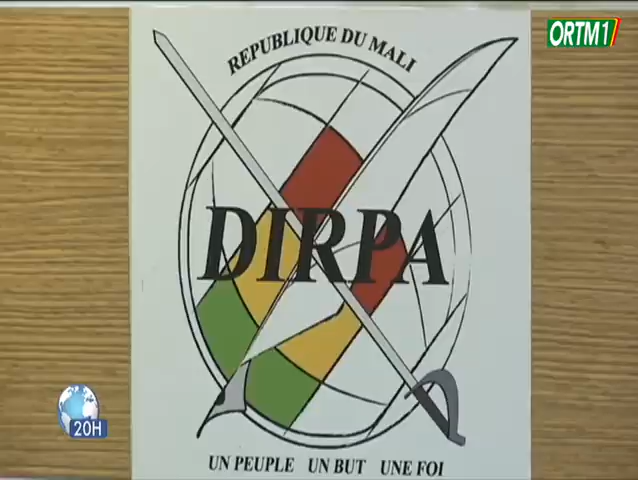 ORTM1
REPUBLIQUE DU MALI
DIRPA
20H
UN PEUPLE UN BUT UNE FOI